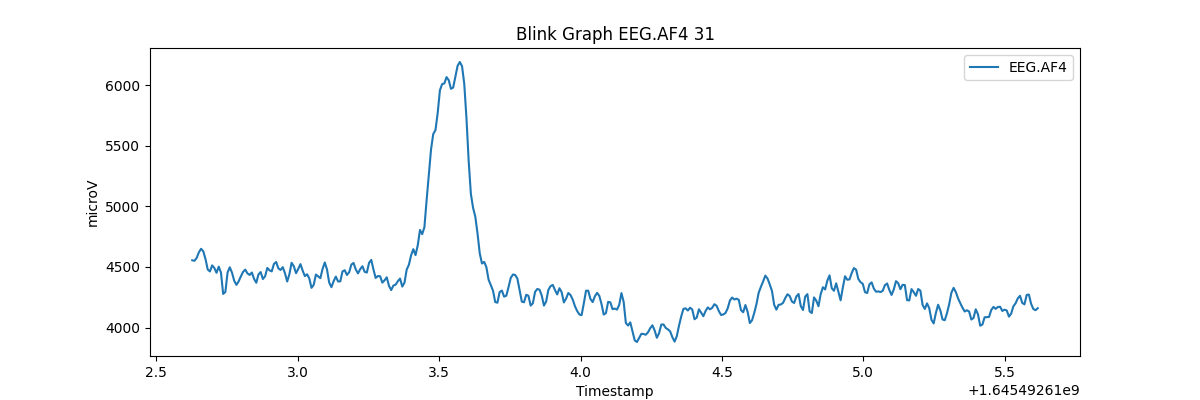 Blink Graph EEG.AF4 31
EEG.AF4
microV
6000
5500
5000
4500
4000
2.5 3.0 3.5 4.0 4.5 5.0 5.5
+1.64549261e9
Timestamp